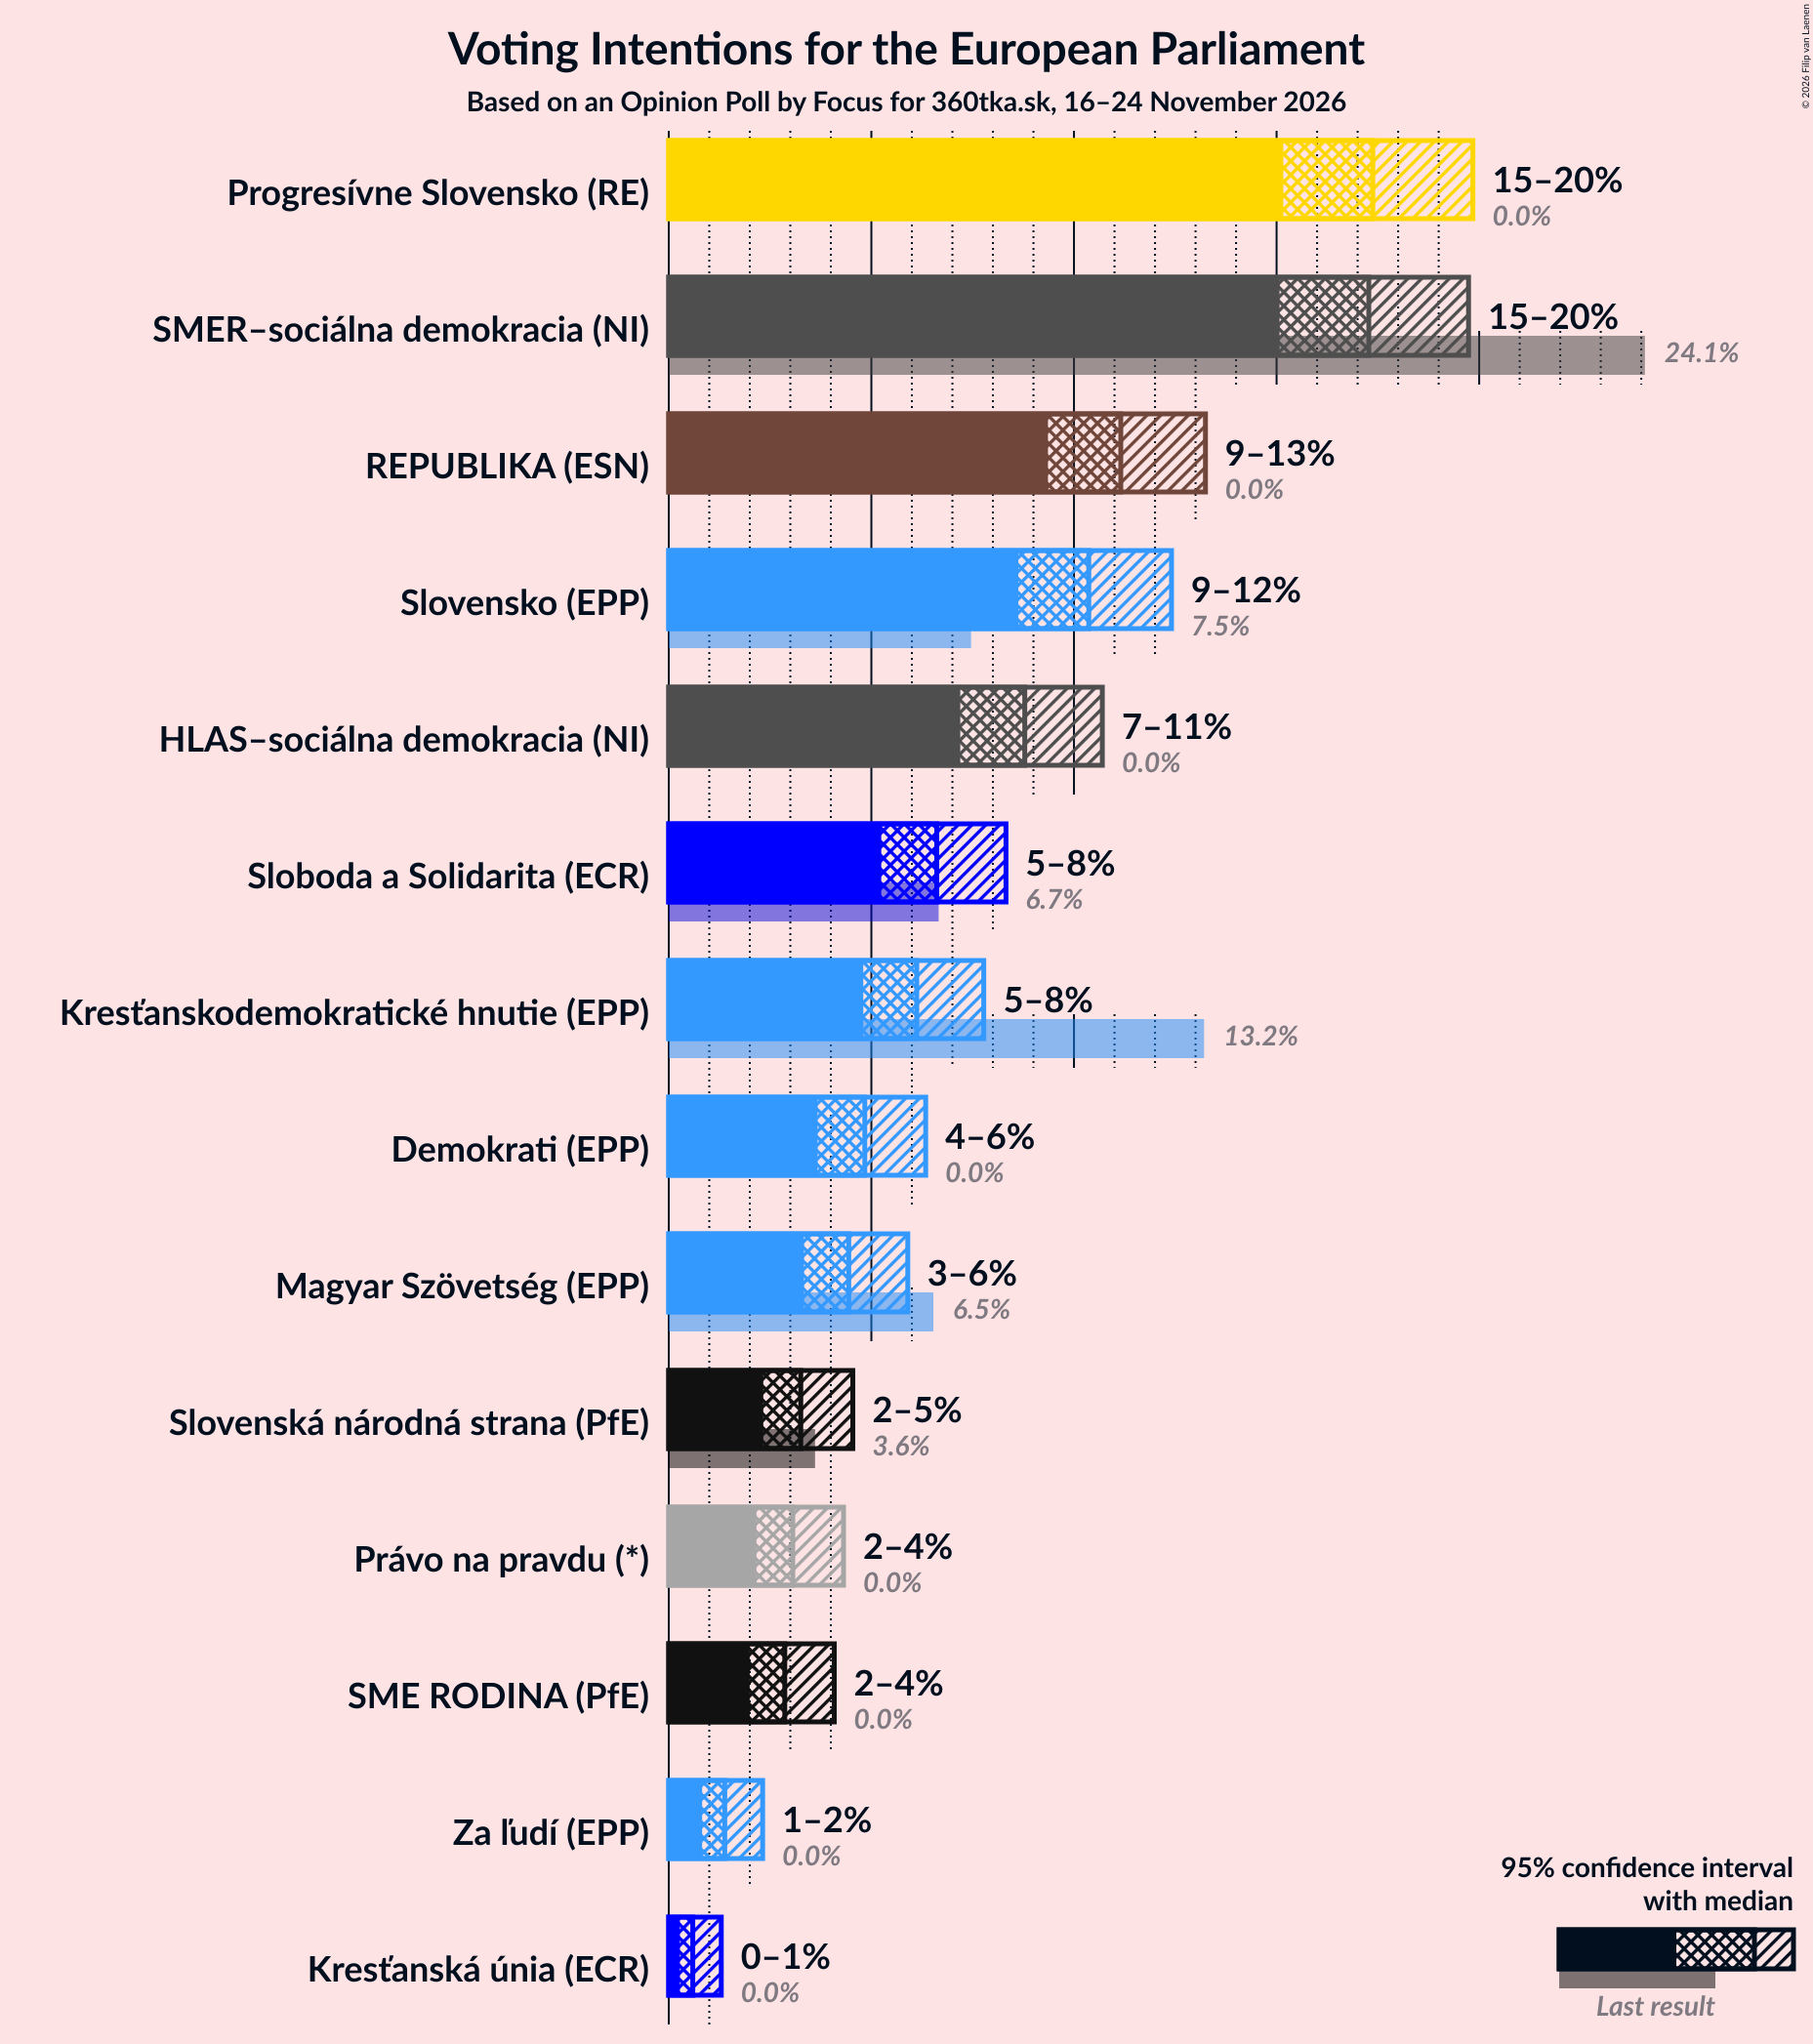 Voting Intentions for the European Parliament
Based on an Opinion Poll by Focus for 360tka.sk, 16–24 November 2026
© 2026 Filip van Laenen
Progresívne Slovensko (RE)
15–20%
0.0%
SMER–sociálna demokracia (NI)
15–20%
24.1%
REPUBLIKA (ESN)
9–13%
0.0%
Slovensko (EPP)
9–12%
7.5%
HLAS–sociálna demokracia (NI)
7–11%
0.0%
Sloboda a Solidarita (ECR)
5–8%
6.7%
Kresťanskodemokratické hnutie (EPP)
5–8%
13.2%
Demokrati (EPP)
4–6%
0.0%
Magyar Szövetség (EPP)
3–6%
6.5%
Slovenská národná strana (PfE)
2–5%
3.6%
Právo na pravdu (*)
2–4%
0.0%
SME RODINA (PfE)
2–4%
0.0%
Za ľudí (EPP)
1–2%
0.0%
Kresťanská únia (ECR)
0–1%
0.0%
95% confidence interval
with median
Last result